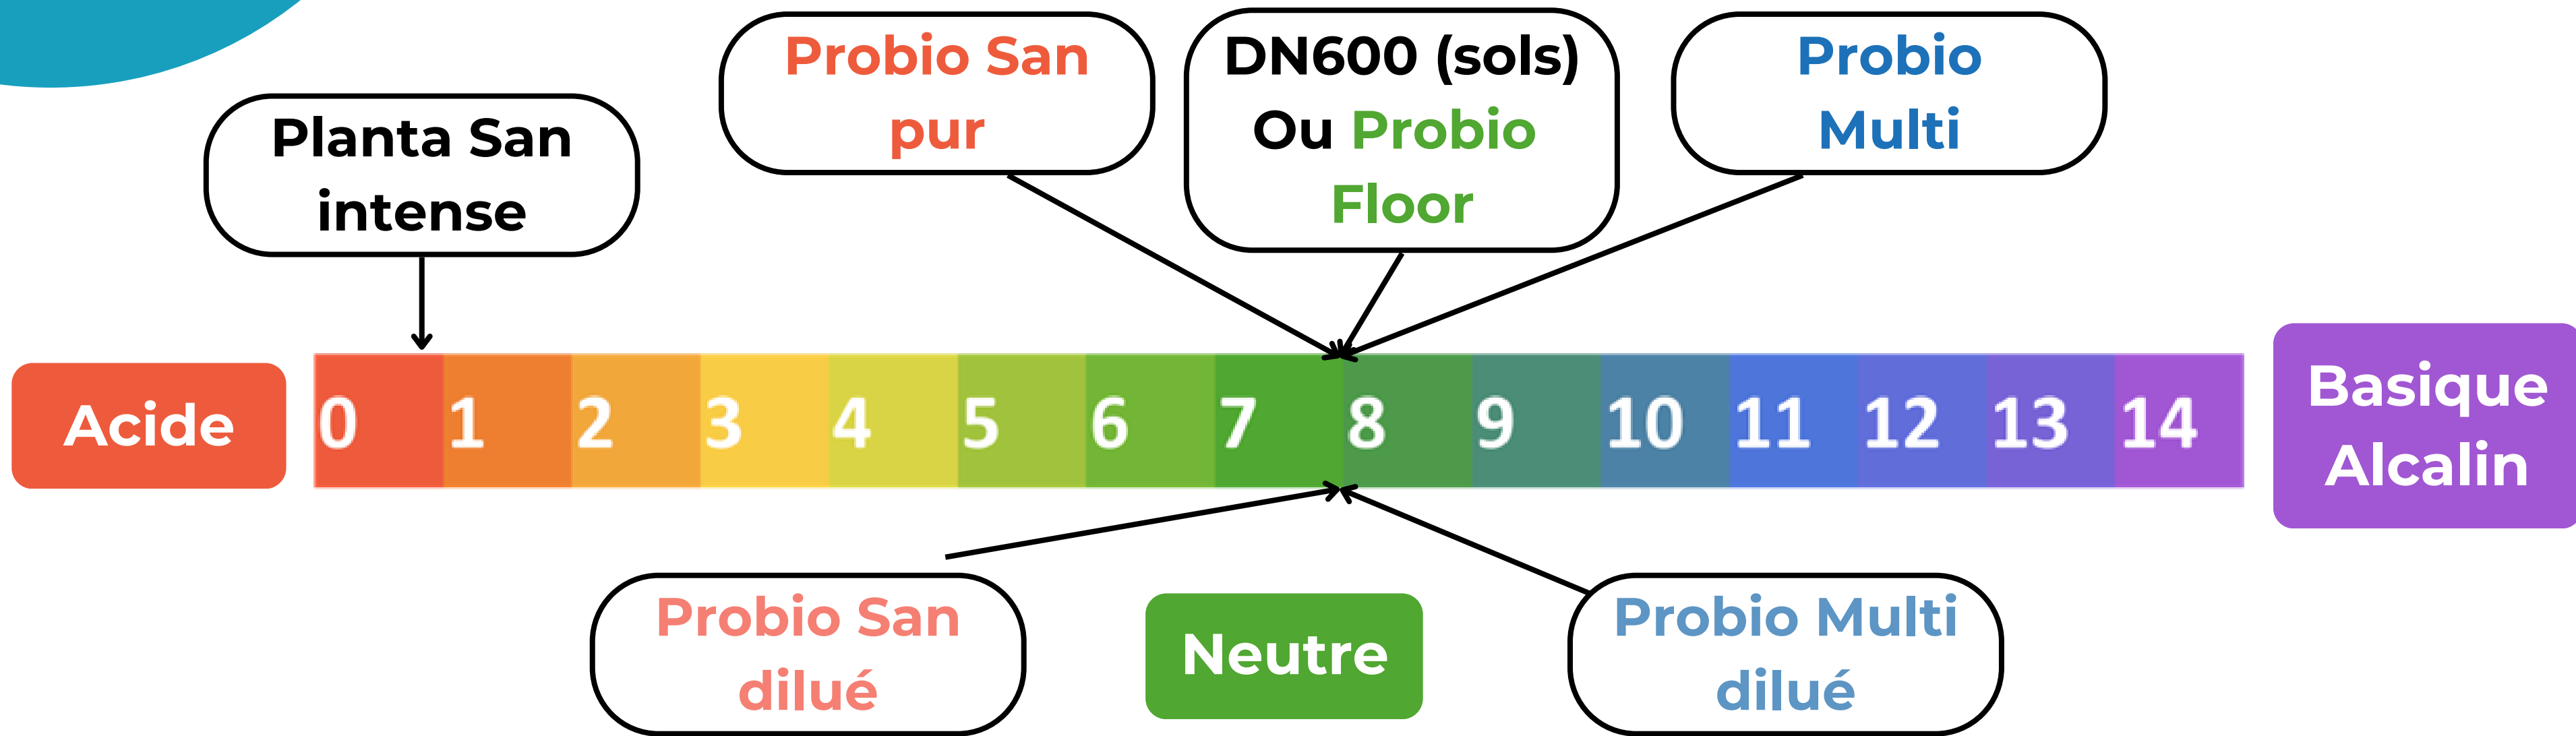 Planta San
intense
Probio San
pur
DN600 (sols)
Ou Probio
Floor
Probio
Multi
Acide
0 1 2 3 4 5 6 7 8 9 10 11 12 13 14
Basique
Alcalin
Probio San
dilué
Neutre
Probio Multi
dilué